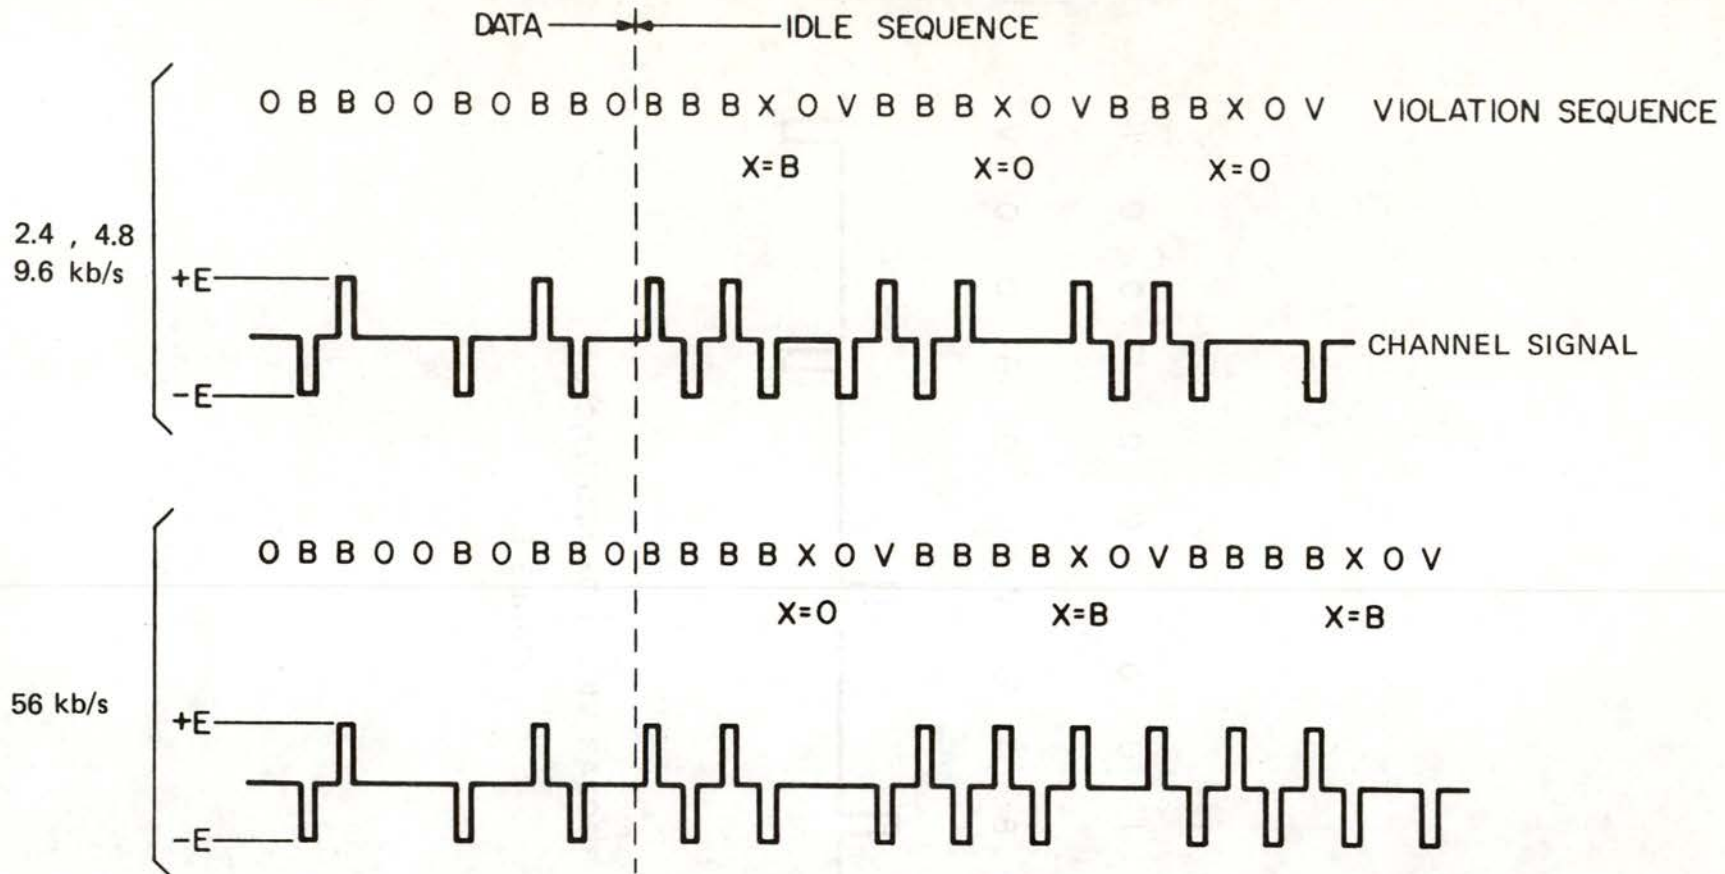 DATA IDLE SEQUENCE
O B B O O B O B B O B B B X O V B B B X O V B B B X O V VIOLATION SEQUENCE
X=B X=O X=O
2.4 , 4.8
9.6 kb/s
+E
CHANNEL SIGNAL
-E
O B B O O B O B B O B B B B X O V B B B B X O V B B B B X O V
X=O X=B X=B
56 kb/s
+E
-E